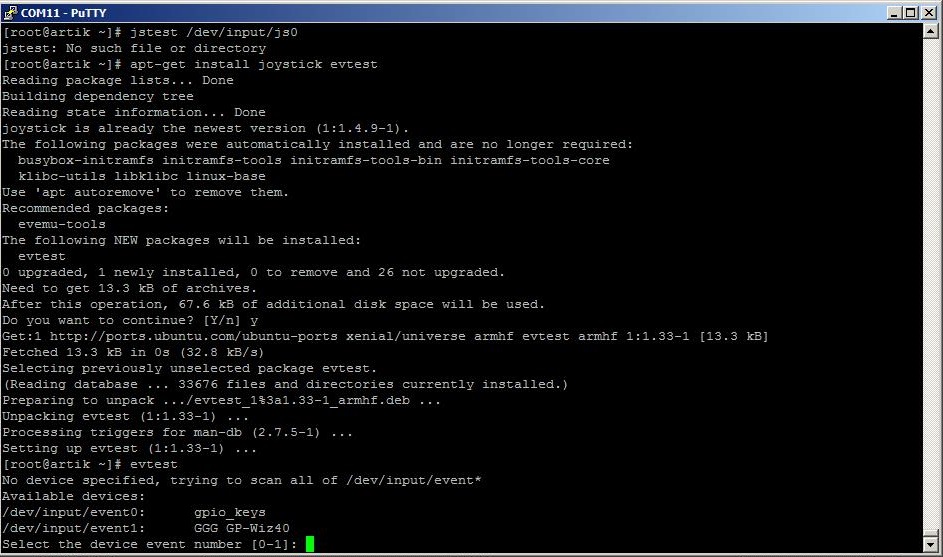 COM11 - PuTTY
[root@artik ~]# jstest /dev/input/js0
jstest: No such file or directory
[root@artik ~]# apt-get install joystick evtest
Reading package lists... Done
Building dependency tree
Reading state information... Done
joystick is already the newest version (1:1.4.9-1).
The following packages were automatically installed and are no longer required:
  busybox-initramfs initramfs-tools initramfs-tools-bin initramfs-tools-core
  klibc-utils libklibc linux-base
Use 'apt autoremove' to remove them.
Recommended packages:
  evemu-tools
The following NEW packages will be installed:
  evtest
0 upgraded, 1 newly installed, 0 to remove and 26 not upgraded.
Need to get 13.3 kB of archives.
After this operation, 67.6 kB of additional disk space will be used.
Do you want to continue? [Y/n] y
Get:1 http://ports.ubuntu.com/ubuntu-ports xenial/universe armhf evtest armhf 1:1.33-1 [13.3 kB]
Fetched 13.3 kB in 0s (32.8 kB/s)
Selecting previously unselected package evtest.
(Reading database ... 33676 files and directories currently installed.)
Preparing to unpack .../evtest_1%3a1.33-1_armhf.deb ...
Unpacking evtest (1:1.33-1) ...
Processing triggers for man-db (2.7.5-1) ...
Setting up evtest (1:1.33-1) ...
[root@artik ~]# evtest
No device specified, trying to scan all of /dev/input/event*
Available devices:
/dev/input/event0:      gpio_keys
/dev/input/event1:      GGG GP-Wiz40
Select the device event number [0-1]: